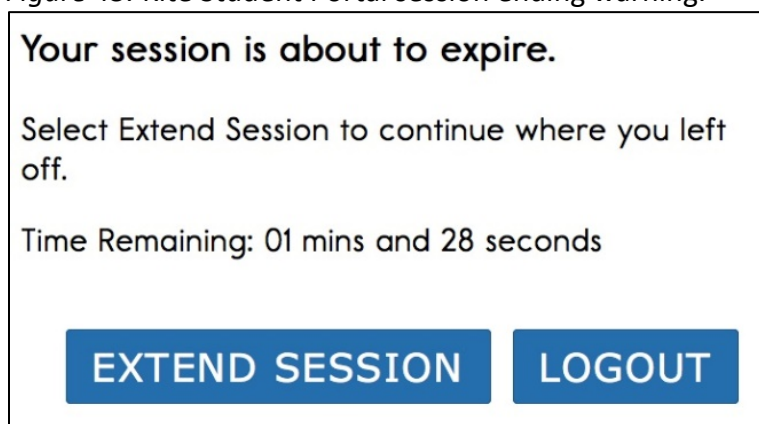 Your session is about to expire.
Select Extend Session to continue where you left
off.
Time Remaining: 01 mins and 28 seconds
EXTEND SESSION LOGOUT